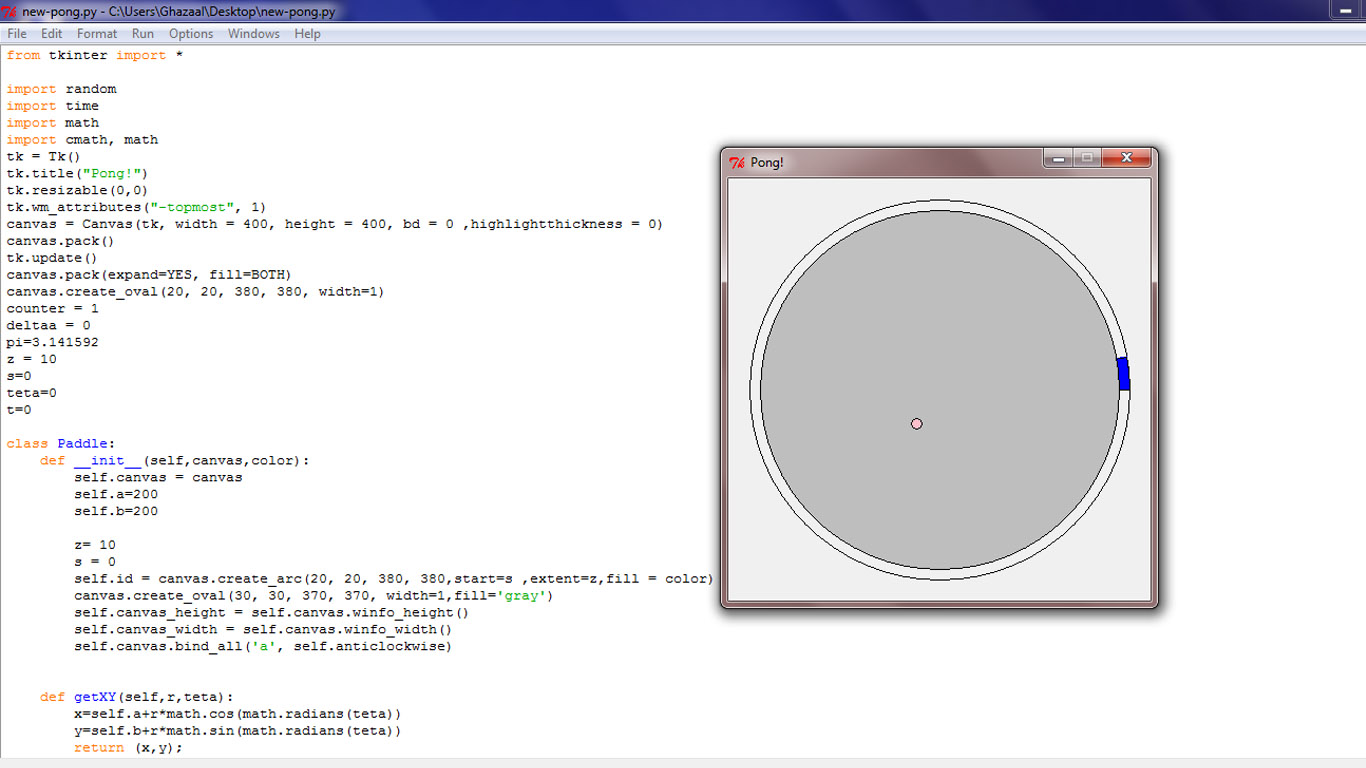 new-pong.py - C:\Users\Ghazaal\Desktop\new-pong.py
File Edit Format Run Options Windows Help
from tkinter import *
import random
import time
import math
import cmath, math
tk = Tk()
tk.title("Pong!")
tk.resizable(0,0)
tk.wm_attributes("-topmost", 1)
canvas = Canvas(tk, width = 400, height = 400, bd = 0 ,highlightthickness = 0)
canvas.pack()
tk.update()
canvas.pack(expand=YES, fill=BOTH)
canvas.create_oval(20, 20, 380, 380, width=1)
counter = 1
deltaa = 0
pi=3.141592
z = 10
s=0
teta=0
t=0
class Paddle:
    def __init__(self,canvas,color):
        self.canvas = canvas
        self.a=200
        self.b=200
        z= 10
        s = 0
        self.id = canvas.create_arc(20, 20, 380, 380,start=s ,extent=z,fill = color)
        canvas.create_oval(30, 30, 370, 370, width=1,fill='gray')
        self.canvas_height = self.canvas.winfo_height()
        self.canvas_width = self.canvas.winfo_width()
        self.canvas.bind_all('a', self.anticlockwise)
    def getXY(self,r,teta):
        x=self.a+r*math.cos(math.radians(teta))
        y=self.b+r*math.sin(math.radians(teta))
        return (x,y);
Pong!